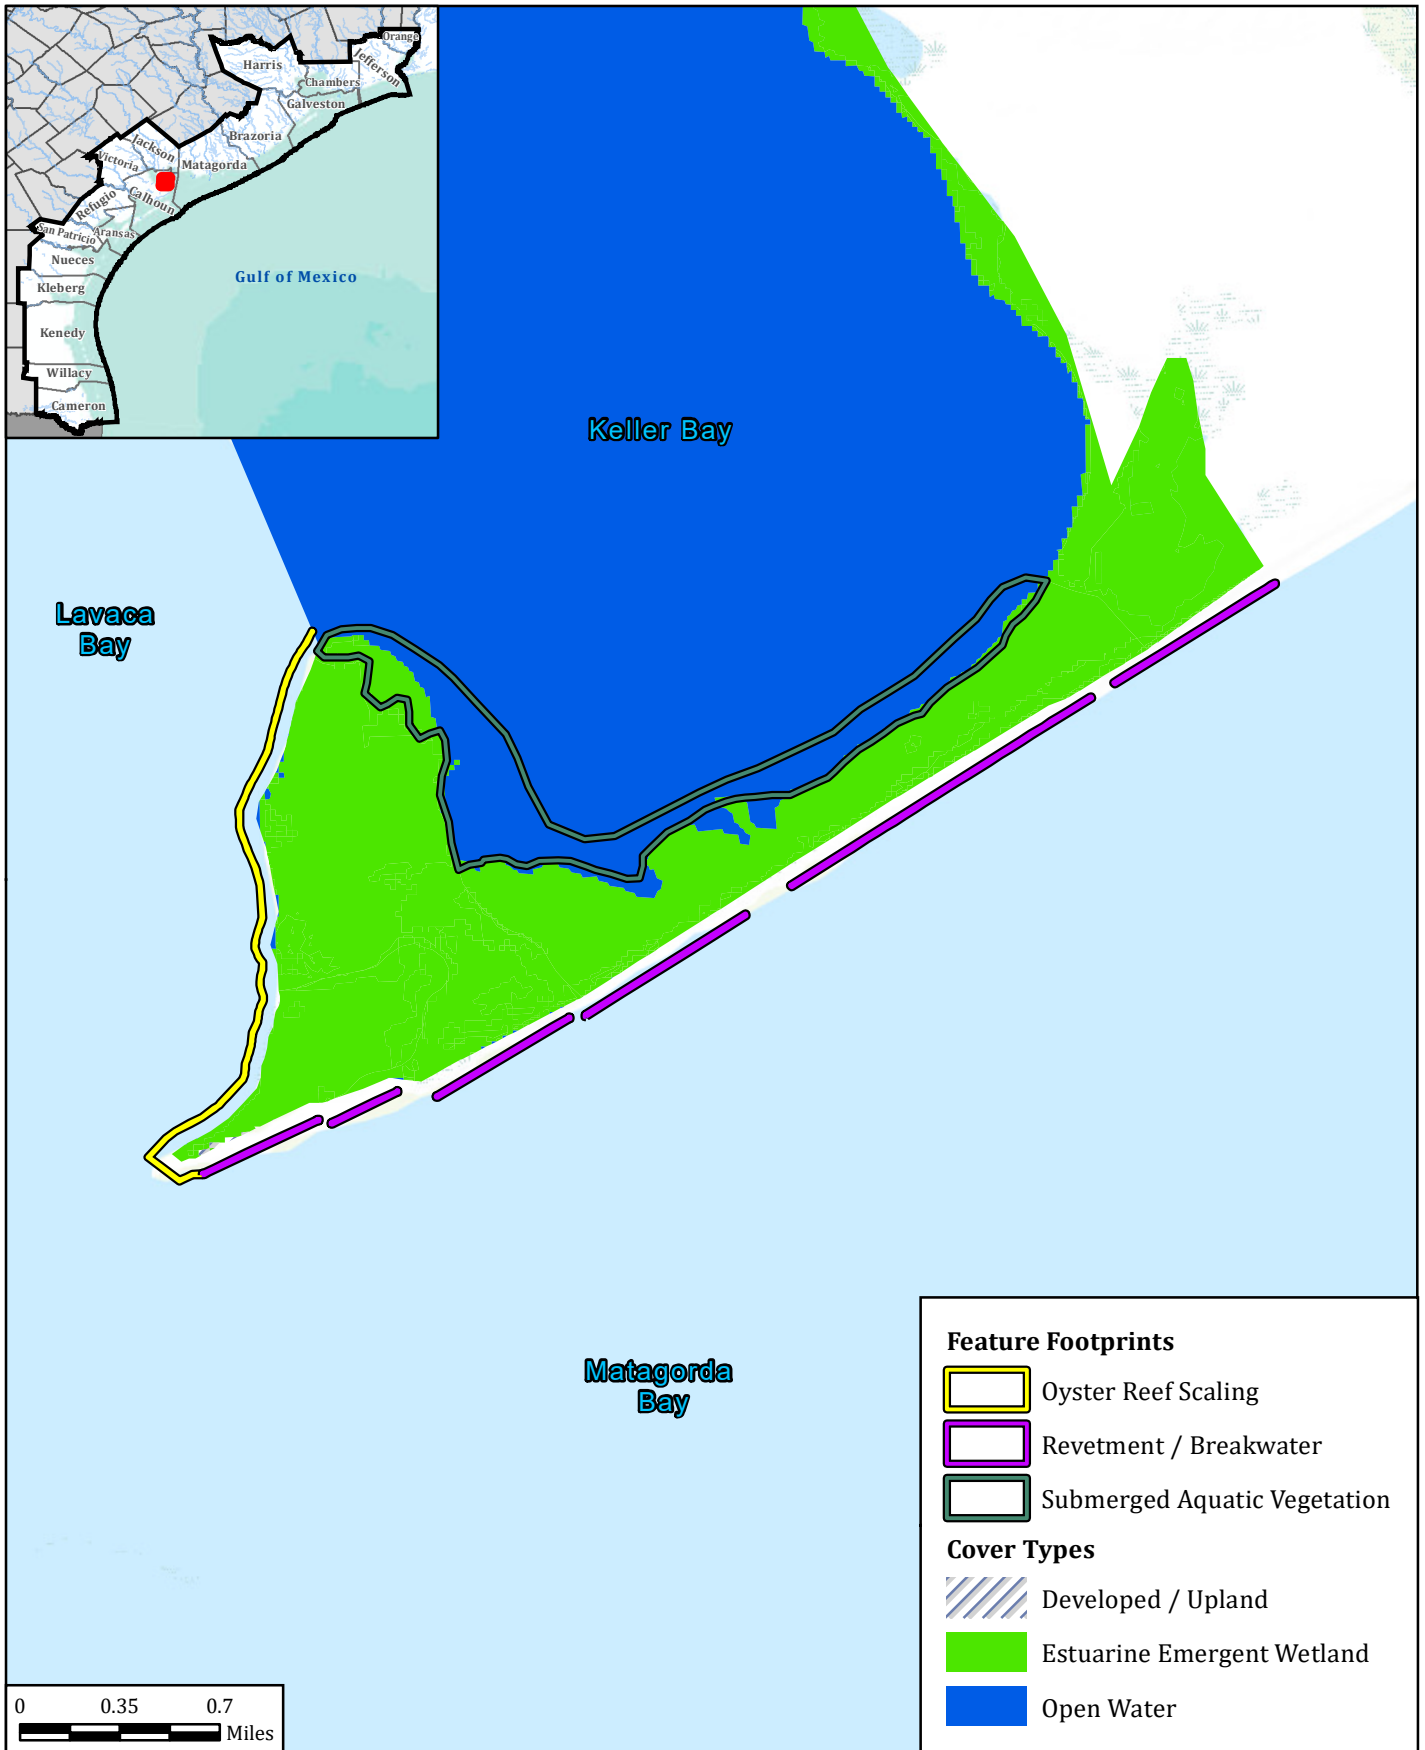 Orange
Harris
Jefferson
Chambers
Galveston
Brazoria
Jackson
Victoria
Matagorda
Calhoun
Refugio
San Patricio
Aransas
Nueces
Gulf of Mexico
Kleberg
Kenedy
Willacy
Cameron
Keller Bay
Lavaca
Bay
Matagorda
Bay
Feature Footprints
Oyster Reef Scaling
Revetment / Breakwater
Submerged Aquatic Vegetation
Cover Types
Developed / Upland
Estuarine Emergent Wetland
Open Water
0 0.35 0.7
Miles